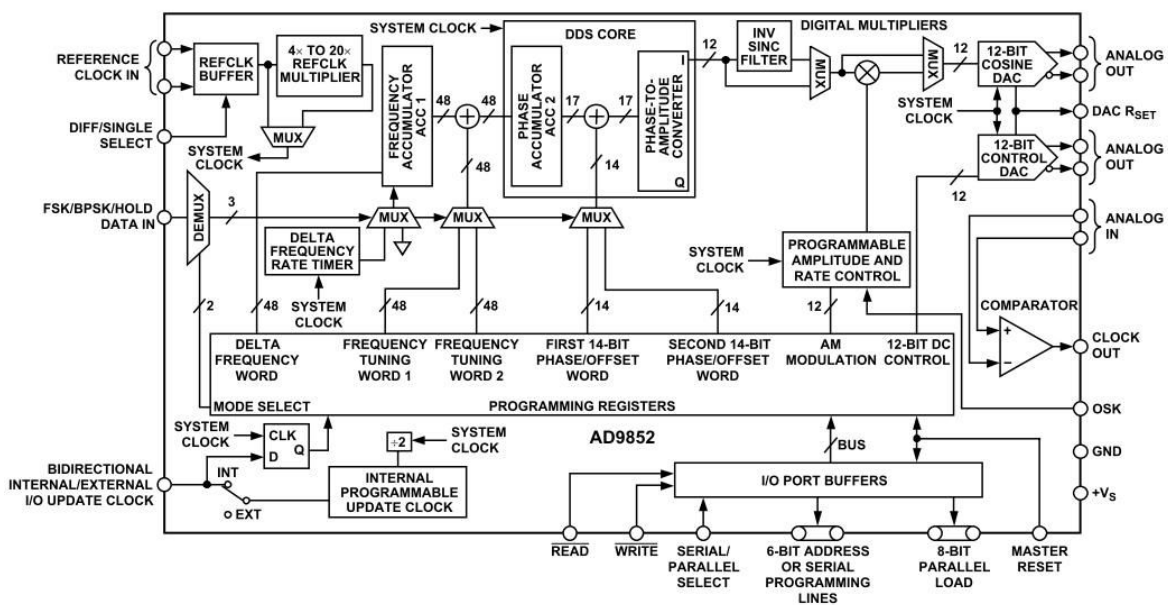 SYSTEM CLOCK
DDS CORE
DIGITAL MULTIPLIERS
REFERENCE
CLOCK IN
REFCLK
BUFFER
4× TO 20×
REFCLK
MULTIPLIER
MUX
SYSTEM
CLOCK
DIFF/SINGLE
SELECT
FREQUENCY
ACCUMULATOR
ACC 1
48
48
48
PHASE
ACCUMULATOR
ACC 2
17
17
14
PHASE-TO-
AMPLITUDE
CONVERTER
I
Q
12
INV
SINC
FILTER
MUX
MUX
12
12-BIT
COSINE
DAC
ANALOG
OUT
SYSTEM
CLOCK
DAC RSET
12-BIT
CONTROL
DAC
ANALOG
OUT
12
FSK/BPSK/HOLD
DATA IN
DEMUX
3
MUX
MUX
MUX
DELTA
FREQUENCY
RATE TIMER
SYSTEM
CLOCK
SYSTEM
CLOCK
PROGRAMMABLE
AMPLITUDE AND
RATE CONTROL
ANALOG
IN
COMPARATOR
+
−
CLOCK
OUT
2
48
48
48
14
14
12
DELTA
FREQUENCY
WORD
FREQUENCY
TUNING
WORD 1
FREQUENCY
TUNING
WORD 2
FIRST 14-BIT
PHASE/OFFSET
WORD
SECOND 14-BIT
PHASE/OFFSET
WORD
AM
MODULATION
12-BIT DC
CONTROL
MODE SELECT
PROGRAMMING REGISTERS
OSK
SYSTEM
CLOCK
CLK
D
Q
÷2
SYSTEM
CLOCK
AD9852
BUS
GND
BIDIRECTIONAL
INTERNAL/EXTERNAL
I/O UPDATE CLOCK
INT
EXT
INTERNAL
PROGRAMMABLE
UPDATE CLOCK
I/O PORT BUFFERS
+VS
READ
WRITE
SERIAL/
PARALLEL
SELECT
6-BIT ADDRESS
OR SERIAL
PROGRAMMING
LINES
8-BIT
PARALLEL
LOAD
MASTER
RESET